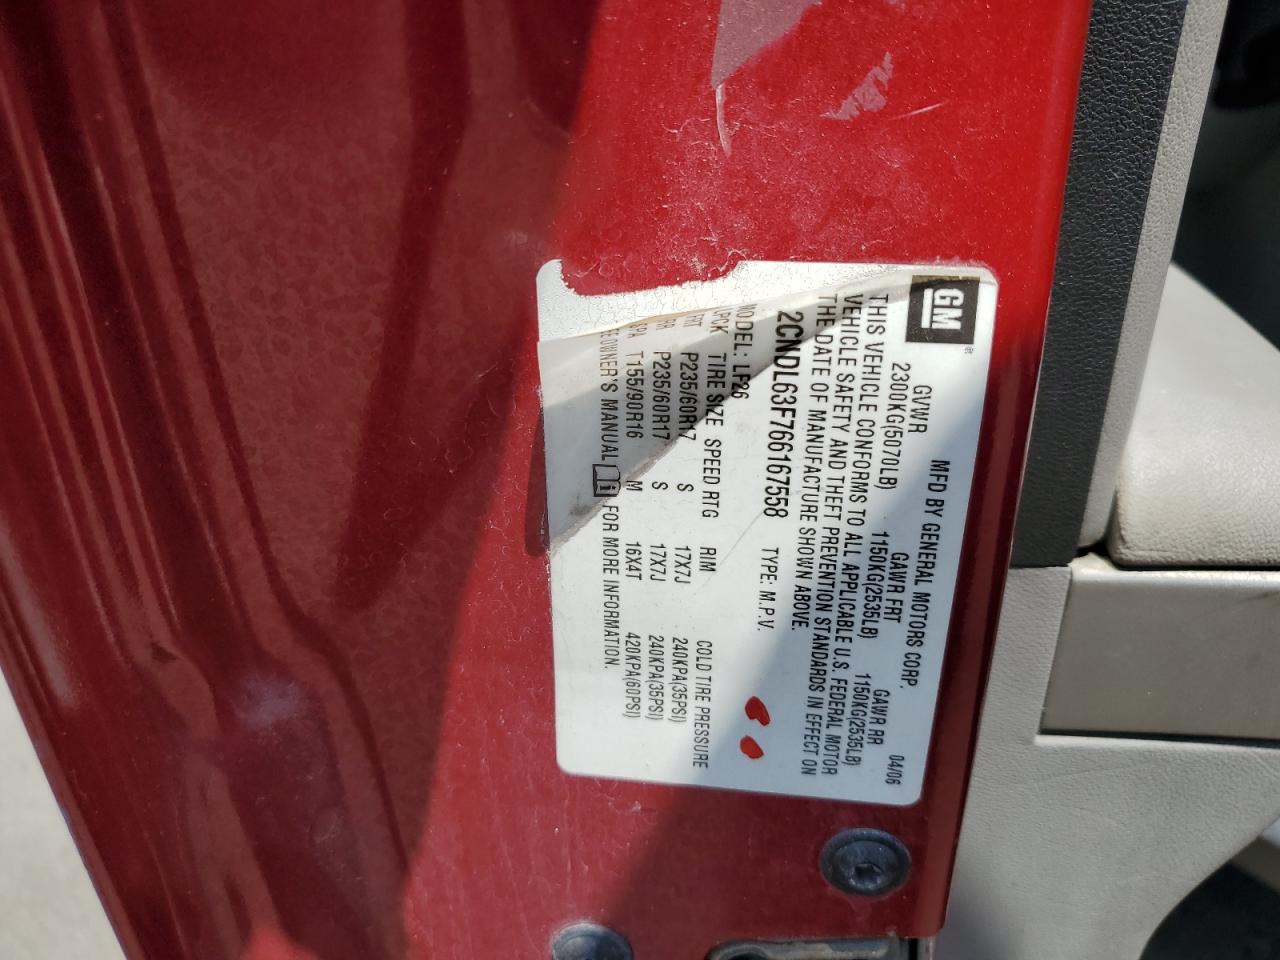 GM ®
MFD BY GENERAL MOTORS CORP. 04/06
GVWR GAWR FRT GAWR RR
2300KG(5070LB) 1150KG(2535LB) 1150KG(2535LB)
THIS VEHICLE CONFORMS TO ALL APPLICABLE U.S. FEDERAL MOTOR
VEHICLE SAFETY AND THEFT PREVENTION STANDARDS IN EFFECT ON
THE DATE OF MANUFACTURE SHOWN ABOVE.
2CNDL63F766167558 TYPE: M.P.V.
MODEL: LF26
TIRE SIZE SPEED RTG RIM COLD TIRE PRESSURE
FRT P235/60R17 S 17X7J 240KPA(35PSI)
RR P235/60R17 S 17X7J 240KPA(35PSI)
SPA T155/90R16 M 16X4T 420KPA(60PSI)
OWNER'S MANUAL FOR MORE INFORMATION.